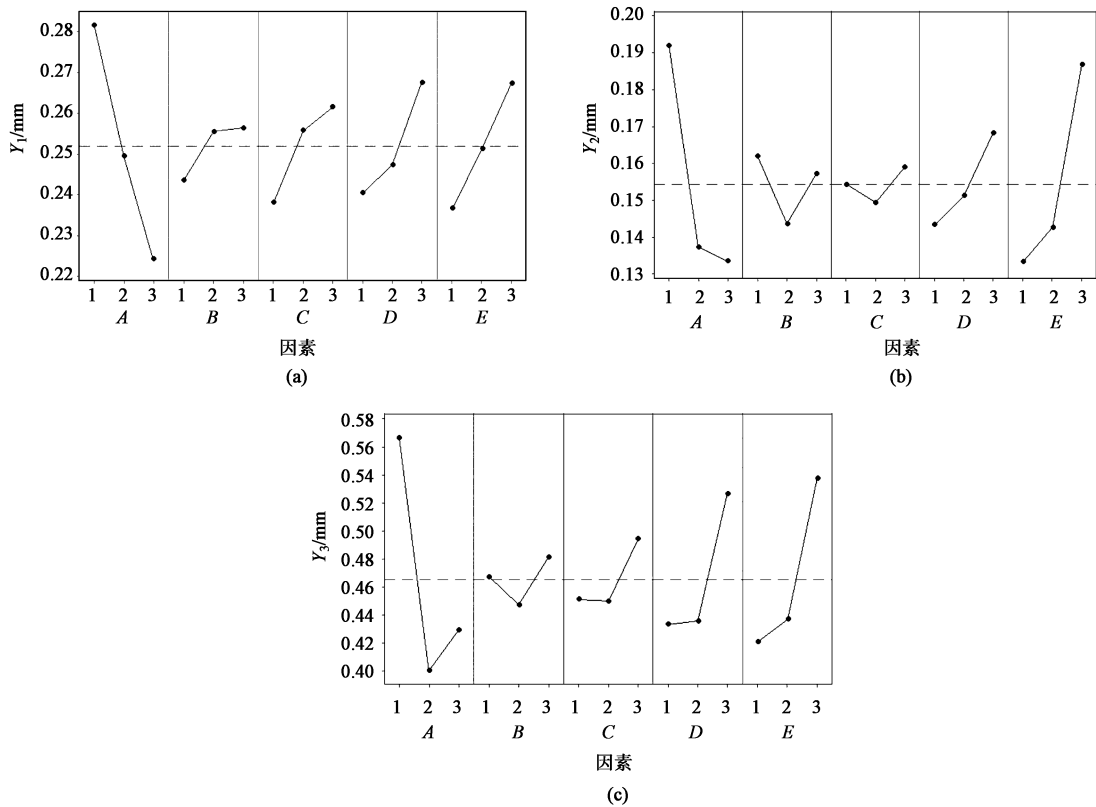 0.28
0.27
0.26
0.25
0.24
0.23
0.22
Y₁/mm
1 2 3 1 2 3 1 2 3 1 2 3 1 2 3
A B C D E
因素
(a)
0.20
0.19
0.18
0.17
0.16
0.15
0.14
0.13
Y₂/mm
1 2 3 1 2 3 1 2 3 1 2 3 1 2 3
A B C D E
因素
(b)
0.58
0.56
0.54
0.52
0.50
0.48
0.46
0.44
0.42
0.40
Y₃/mm
1 2 3 1 2 3 1 2 3 1 2 3 1 2 3
A B C D E
因素
(c)